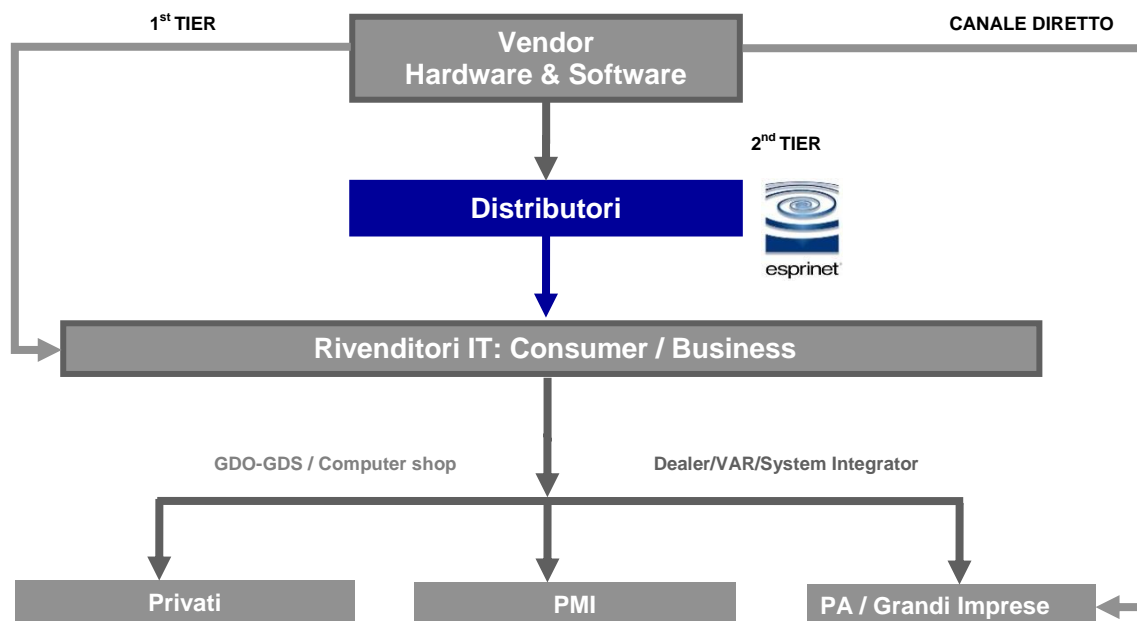 1st TIER
CANALE DIRETTO
Vendor
Hardware & Software
2nd TIER
Distributori
esprinet®
Rivenditori IT: Consumer / Business
GDO-GDS / Computer shop
Dealer/VAR/System Integrator
Privati
PMI
PA / Grandi Imprese